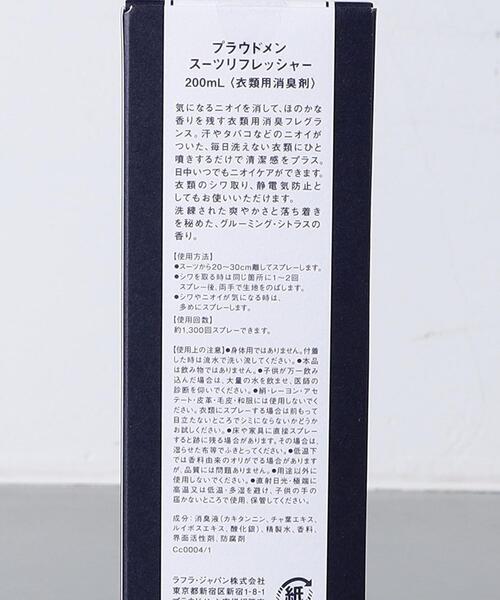 プラウドメン
スーツリフレッシャー
200mL〈衣類用消臭剤〉
気になるニオイを消して、ほのかな
香りを残す衣類用消臭フレグラ
ンス。汗やタバコなどのニオイが
ついた、毎日洗えない衣類にひと
噴きするだけで清潔感をプラス。
日中いつでもニオイケアができます。
衣類のシワ取り、静電気防止と
してもお使いいただけます。
洗練された爽やかさと落ち着き
を秘めた、グルーミング・シトラスの
香り。
【使用方法】
●スーツから20〜30cm離してスプレーします。
●シワを取る時は同じ箇所に1〜2回
スプレー後、両手で生地をのばします。
●シワやニオイが気になる時は、
多めにスプレーします。
【使用回数】
約1,300回スプレーできます。
【使用上の注意】●身体用ではありません。付着
した時は流水で洗い流してください。●本品
は飲み物ではありません。●子供が万一飲み
込んだ場合は、大量の水を飲ませ、医師の
診断を仰いでください。●絹・レーヨン・アセ
テート・皮革・毛皮・和服には使用しないでく
ださい。衣類にスプレーする場合は前もって
目立たないところでシミにならないかどうか
お試しください。●床や家具に直接スプレー
すると跡に残る場合があります。その場合は、
湿らせた布等でふきとってください。●低温下
では香料由来のオリがでる場合があります
が、品質には問題ありません。●用途以外に
使用しないでください。●直射日光・極端に
高温又は低温・多湿を避け、子供の手の
届かないところで使用、保管してください。
成分：消臭液（カキタンニン、チャ葉エキス、
ルイボスエキス、酸化銀）、精製水、香料、
界面活性剤、防腐剤
Cc0004/1
ラフラ・ジャパン株式会社
東京都新宿区新宿1-8-1
紙